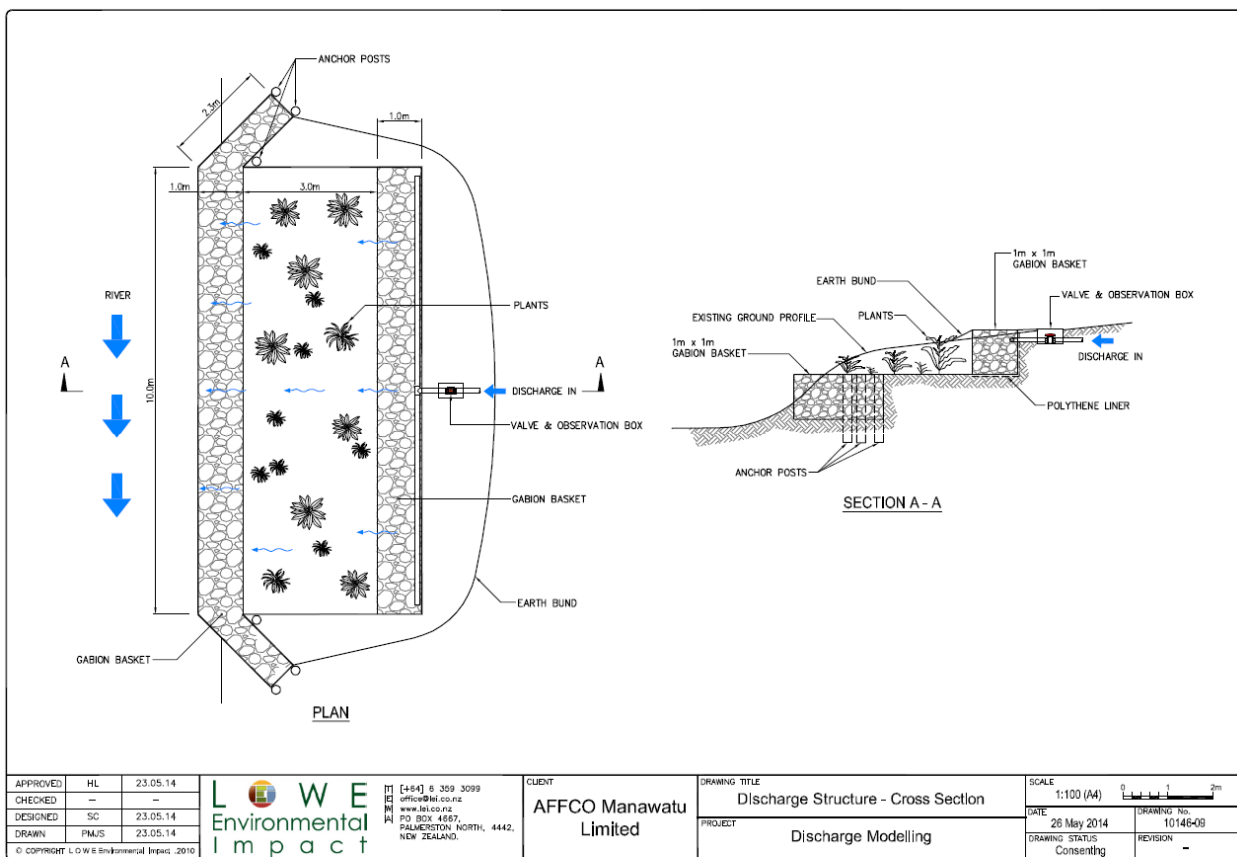 ANCHOR POSTS
2.3m
1.0m
1.0m
3.0m
RIVER
PLANTS
A
A
10.0m
DISCHARGE IN
VALVE & OBSERVATION BOX
GABION BASKET
EARTH BUND
GABION BASKET
PLAN
1m x 1m
GABION BASKET
EARTH BUND
VALVE & OBSERVATION BOX
EXISTING GROUND PROFILE
PLANTS
1m x 1m
GABION BASKET
DISCHARGE IN
POLYTHENE LINER
ANCHOR POSTS
SECTION A - A
APPROVED HL 23.05.14
CHECKED - -
DESIGNED SC 23.05.14
DRAWN PMJS 23.05.14
© COPYRIGHT L O W E Environmental Impact .2010
L O W E
Environmental
Impact
T [+64] 6 359 3099
E office@lei.co.nz
W www.lei.co.nz
A PO BOX 4667,
PALMERSTON NORTH, 4442,
NEW ZEALAND.
CLIENT
AFFCO Manawatu
Limited
DRAWING TITLE
Discharge Structure - Cross Section
PROJECT
Discharge Modelling
SCALE
1:100 (A4)
0 1 2m
DATE
26 May 2014
DRAWING No.
10146-09
DRAWING STATUS
Consenting
REVISION
-